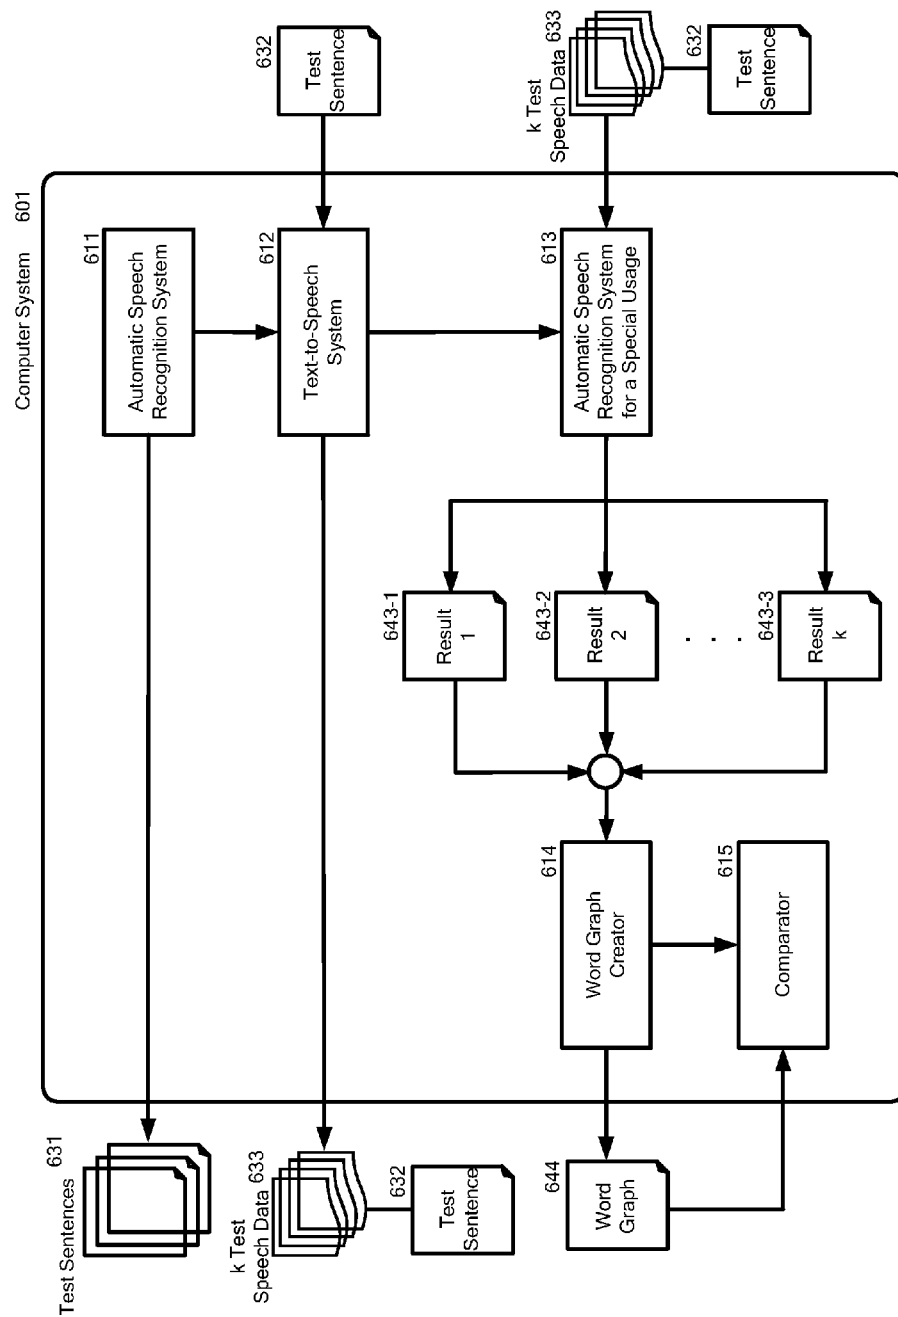 Computer System 601
632
Test
Sentence
k Test
Speech Data
633
632
Test
Sentence
611
Automatic Speech
Recognition System
612
Text-to-Speech
System
613
Automatic Speech
Recognition System
for a Special Usage
643-1
Result
1
643-2
Result
2
. . .
643-3
Result
k
614
Word Graph
Creator
615
Comparator
Test Sentences
631
k Test
Speech Data
633
632
Test
Sentence
644
Word
Graph